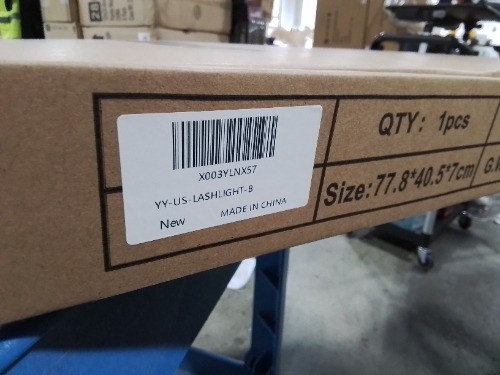 X003YLNX57
YY-US-LASHLIGHT-B
New
MADE IN CHINA
QTY: 1pcs
Size:77.8*40.5*7cm
G.